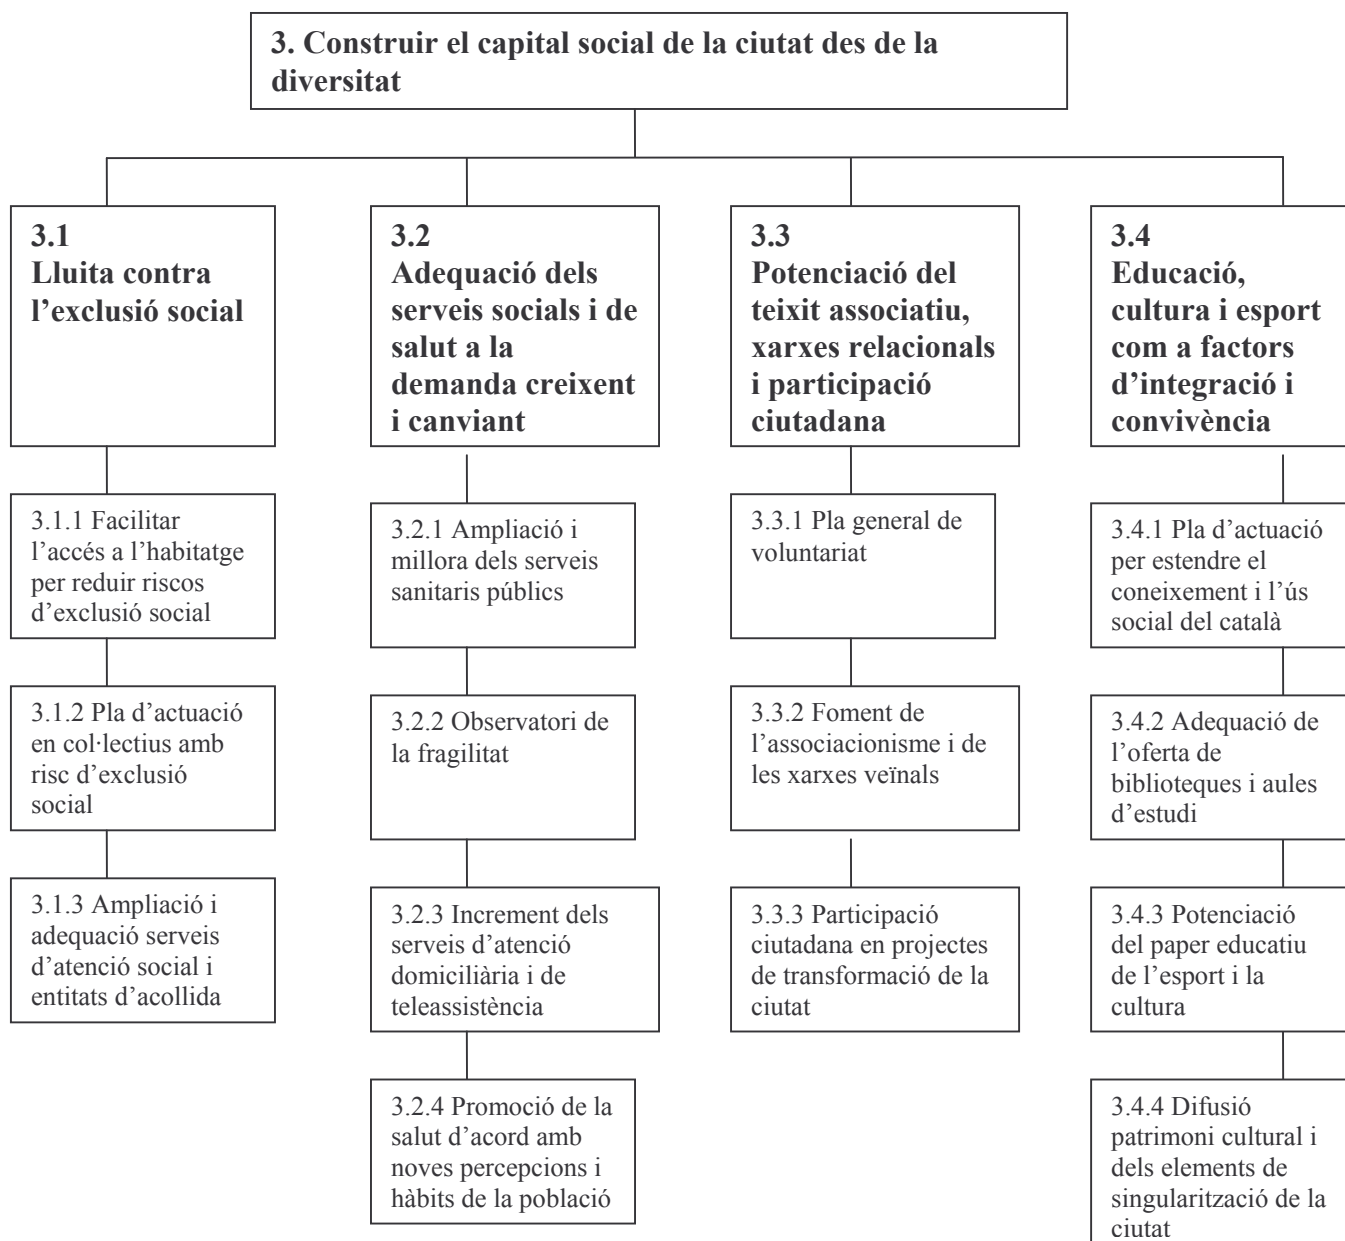 3. Construir el capital social de la ciutat des de la
diversitat
3.1
Lluita contra
l’exclusió social
3.2
Adequació dels
serveis socials i de
salut a la
demanda creixent
i canviant
3.3
Potenciació del
teixit associatiu,
xarxes relacionals
i participació
ciutadana
3.4
Educació,
cultura i esport
com a factors
d’integració i
convivència
3.1.1 Facilitar
l’accés a l’habitatge
per reduir riscos
d’exclusió social
3.2.1 Ampliació i
millora dels serveis
sanitaris públics
3.3.1 Pla general de
voluntariat
3.4.1 Pla d’actuació
per estendre el
coneixement i l’ús
social del català
3.1.2 Pla d’actuació
en col·lectius amb
risc d’exclusió
social
3.2.2 Observatori de
la fragilitat
3.3.2 Foment de
l’associacionisme i de
les xarxes veïnals
3.4.2 Adequació de
l’oferta de
biblioteques i aules
d’estudi
3.1.3 Ampliació i
adequació serveis
d’atenció social i
entitats d’acollida
3.2.3 Increment dels
serveis d’atenció
domiciliària i de
teleassistència
3.3.3 Participació
ciutadana en projectes
de transformació de la
ciutat
3.4.3 Potenciació
del paper educatiu
de l’esport i la
cultura
3.2.4 Promoció de la
salut d’acord amb
noves percepcions i
hàbits de la població
3.4.4 Difusió
patrimoni cultural i
dels elements de
singularització de la
ciutat